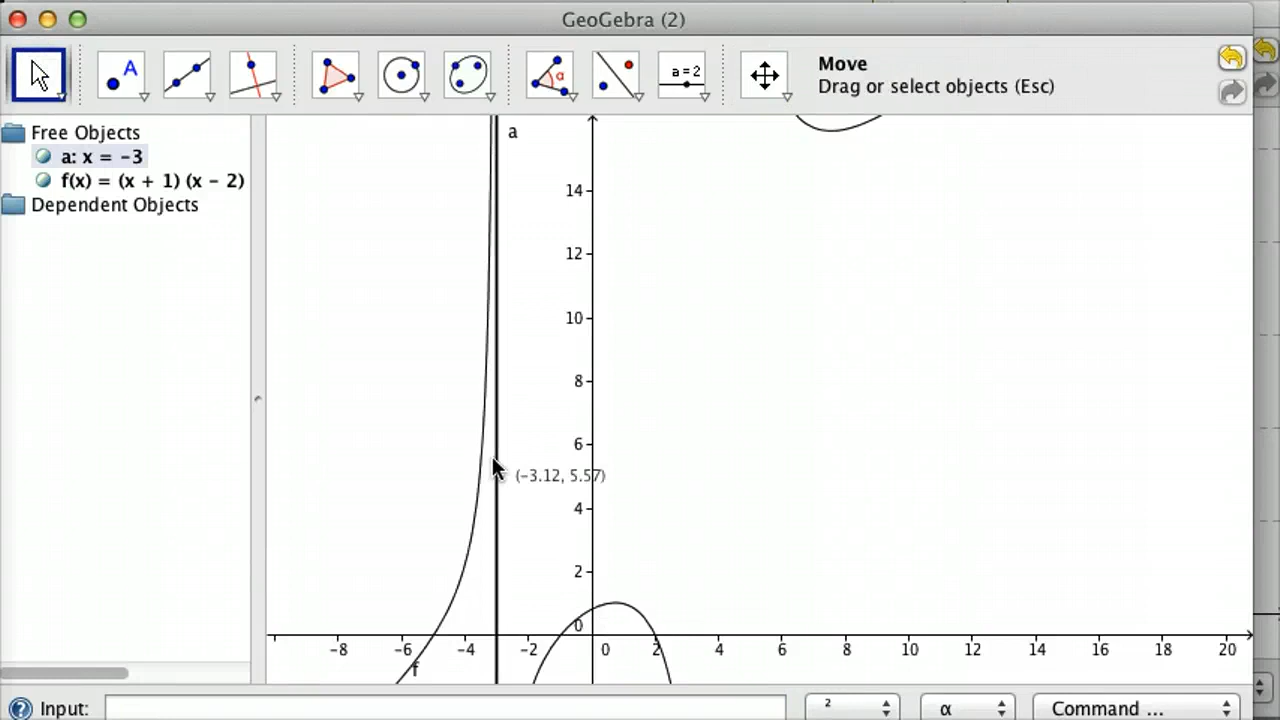 GeoGebra (2)
A
α
a = 2
Move
Drag or select objects (Esc)
Free Objects
a: x = −3
f(x) = (x + 1) (x − 2)
Dependent Objects
a
14
12
10
8
6
(−3.12, 5.57)
4
2
0
−8 −6 −4 −2 0 2 4 6 8 10 12 14 16 18 20
f
Input:
²
α
Command ...